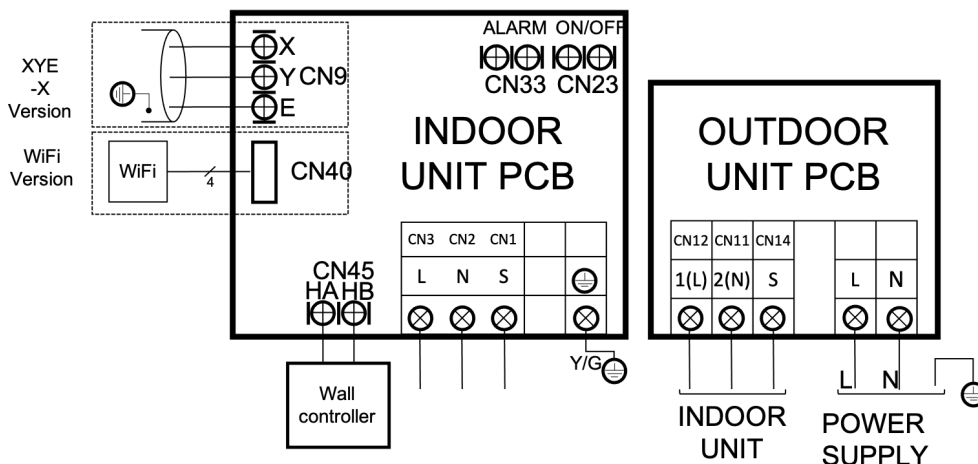 XYE
-X
Version
X
Y
E
CN9
ALARM ON/OFF
CN33 CN23
WiFi
Version
WiFi
4
CN40
INDOOR
UNIT PCB
CN45
HA HB
CN3 CN2 CN1
L N S
Y/G
Wall
controller
OUTDOOR
UNIT PCB
CN12 CN11 CN14
1(L) 2(N) S L N
L N
INDOOR
UNIT
POWER
SUPPLY